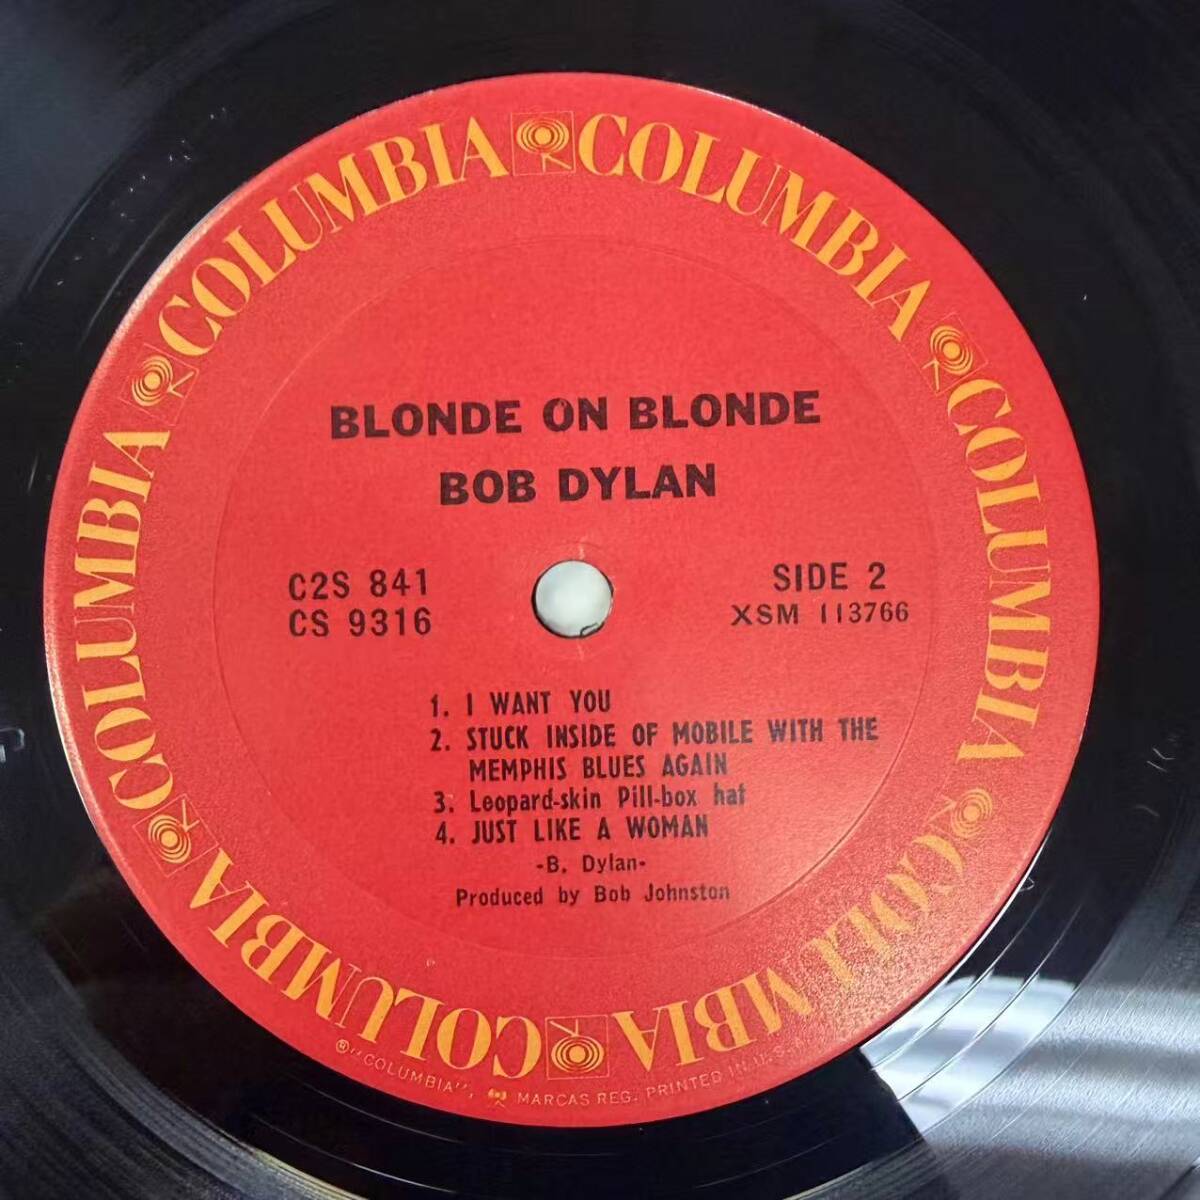 COLUMBIA COLUMBIA COLUMBIA COLUMBIA COLUMBIA COLUMBIA
BLONDE ON BLONDE
BOB DYLAN
C2S 841
CS 9316
SIDE 2
XSM 113766
1. I WANT YOU
2. STUCK INSIDE OF MOBILE WITH THE
MEMPHIS BLUES AGAIN
3. Leopard-skin Pill-box hat
4. JUST LIKE A WOMAN
-B. Dylan-
Produced by Bob Johnston
®"COLUMBIA", MARCAS REG. PRINTED IN U.S.A.